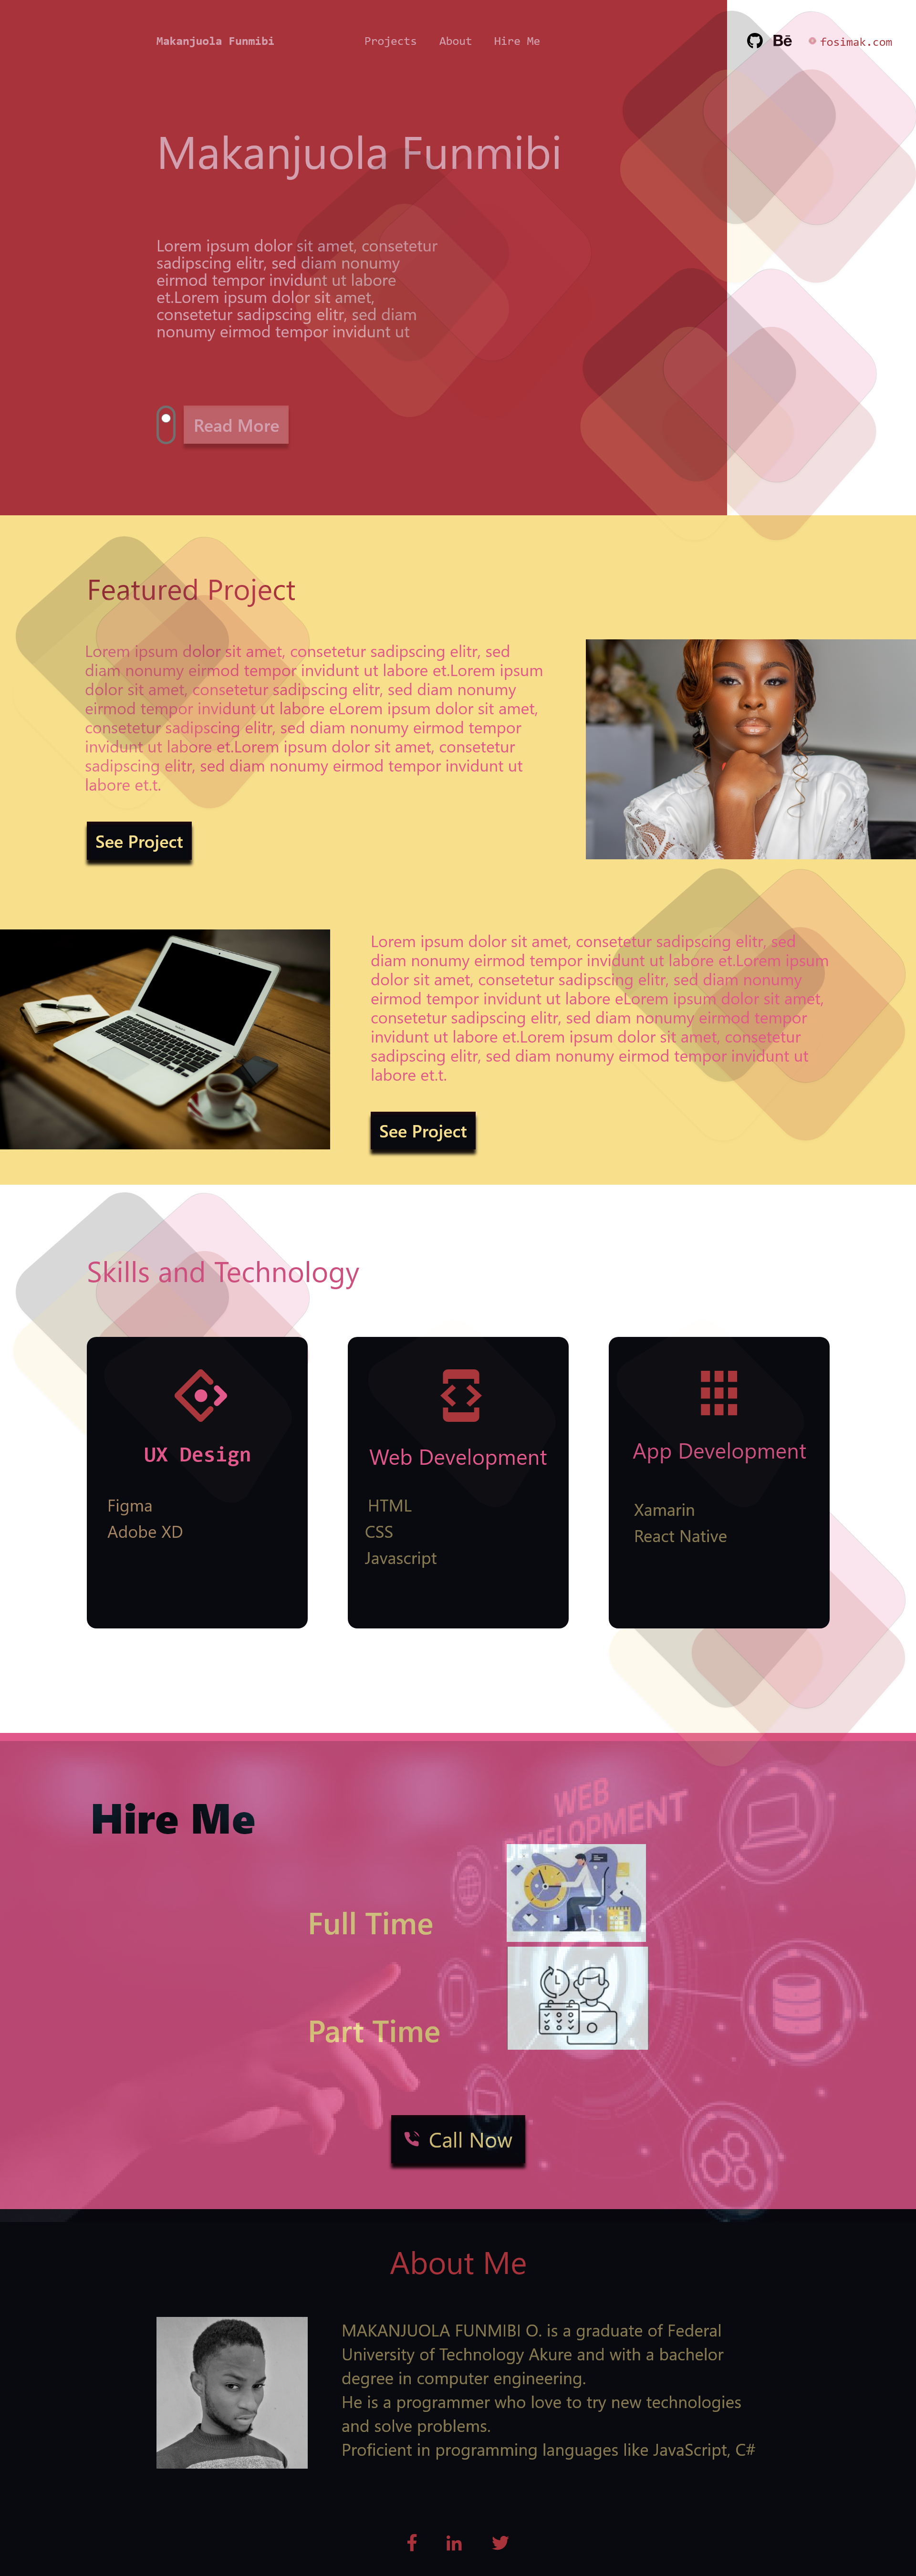 Makanjuola Funmibi
Projects About Hire Me
Bē
fosimak.com
Makanjuola Funmibi
Lorem ipsum dolor sit amet, consetetur
sadipscing elitr, sed diam nonumy
eirmod tempor invidunt ut labore
et.Lorem ipsum dolor sit amet,
consetetur sadipscing elitr, sed diam
nonumy eirmod tempor invidunt ut
Read More
Featured Project
Lorem ipsum dolor sit amet, consetetur sadipscing elitr, sed
diam nonumy eirmod tempor invidunt ut labore et.Lorem ipsum
dolor sit amet, consetetur sadipscing elitr, sed diam nonumy
eirmod tempor invidunt ut labore eLorem ipsum dolor sit amet,
consetetur sadipscing elitr, sed diam nonumy eirmod tempor
invidunt ut labore et.Lorem ipsum dolor sit amet, consetetur
sadipscing elitr, sed diam nonumy eirmod tempor invidunt ut
labore et.t.
See Project
Lorem ipsum dolor sit amet, consetetur sadipscing elitr, sed
diam nonumy eirmod tempor invidunt ut labore et.Lorem ipsum
dolor sit amet, consetetur sadipscing elitr, sed diam nonumy
eirmod tempor invidunt ut labore eLorem ipsum dolor sit amet,
consetetur sadipscing elitr, sed diam nonumy eirmod tempor
invidunt ut labore et.Lorem ipsum dolor sit amet, consetetur
sadipscing elitr, sed diam nonumy eirmod tempor invidunt ut
labore et.t.
See Project
Skills and Technology
UX Design
Figma
Adobe XD
Web Development
HTML
CSS
Javascript
App Development
Xamarin
React Native
WEB
DEVELOPMENT
Hire Me
Full Time
Part Time
Call Now
About Me
MAKANJUOLA FUNMIBI O. is a graduate of Federal
University of Technology Akure and with a bachelor
degree in computer engineering.
He is a programmer who love to try new technologies
and solve problems.
Proficient in programming languages like JavaScript, C#
f in